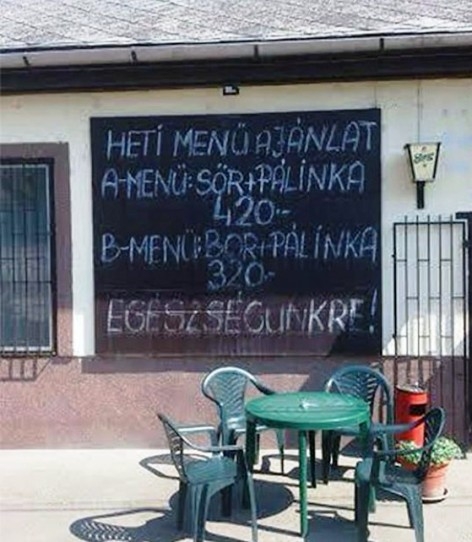 HETI MENÜ AJÁNLAT
A-MENÜ: SÖR+PÁLINKA
420.-
B-MENÜ: BOR+PÁLINKA
320.-
EGÉSZSÉGÜNKRE!